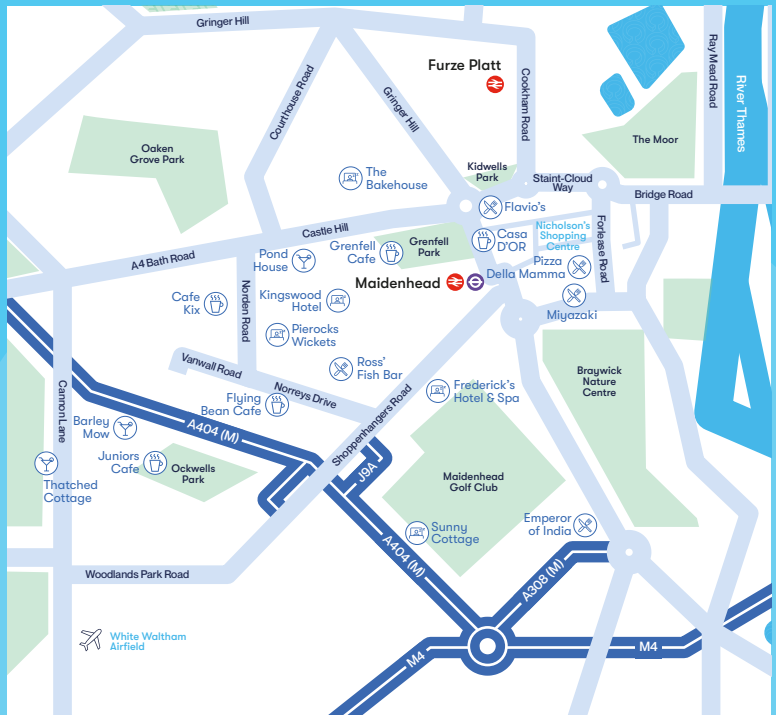 Gringer Hill
Furze Platt
Ray Mead Road
River Thames
Courthouse Road
Gringer Hill
Cookham Road
The Moor
Oaken
Grove Park
Kidwells
Park
The
Bakehouse
Staint-Cloud
Way
Bridge Road
Flavio's
Castle Hill
Nicholson's
Shopping
Centre
Forlease Road
Casa
D'OR
Grenfell
Park
Grenfell
Cafe
Pond
House
A4 Bath Road
Pizza
Della Mamma
Maidenhead
Kingswood
Hotel
Cafe
Kix
Norden Road
Miyazaki
Pierocks
Wickets
Vanwall Road
Ross'
Fish Bar
Braywick
Nature
Centre
Norreys Drive
Frederick's
Hotel & Spa
Flying
Bean Cafe
Cannon Lane
Shoppenhangers Road
Barley
Mow
A404 (M)
Juniors
Cafe
Ockwells
Park
J9A
Thatched
Cottage
Maidenhead
Golf Club
Emperor
of India
Sunny
Cottage
A404 (M)
A308 (M)
Woodlands Park Road
White Waltham
Airfield
M4
M4